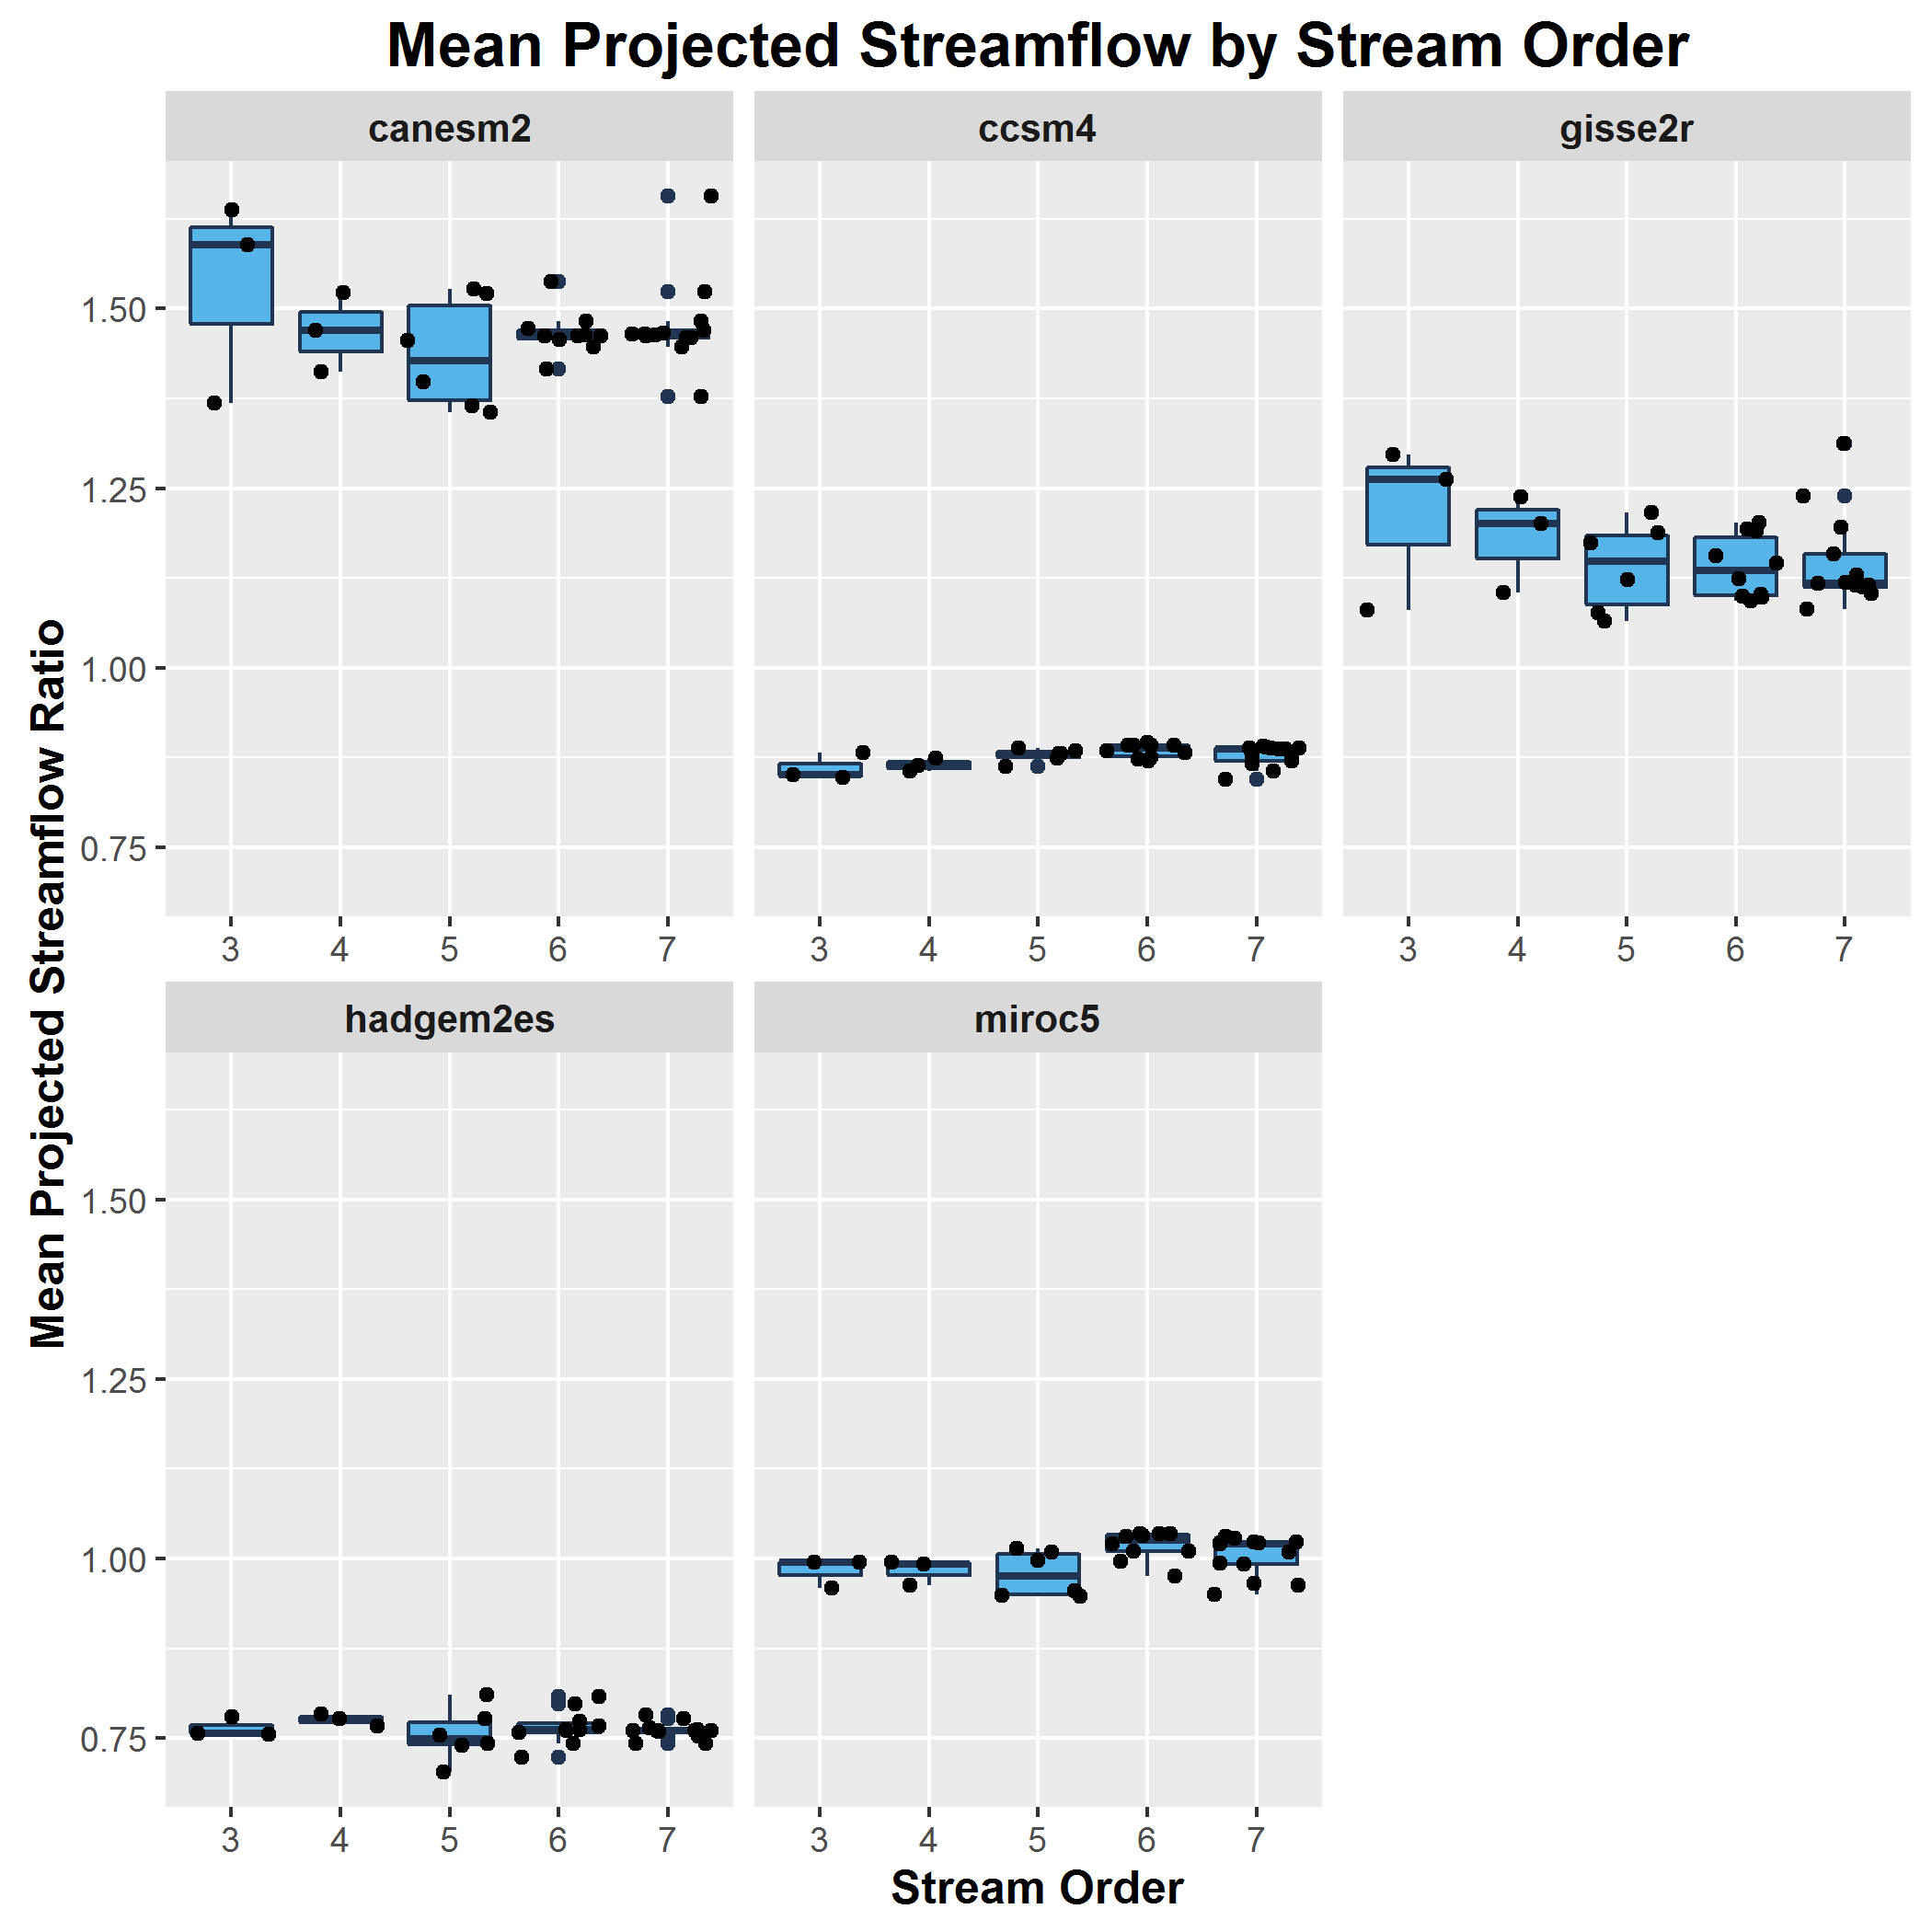 Mean Projected Streamflow by Stream Order
canesm2
ccsm4
gisse2r
Mean Projected Streamflow Ratio
1.50
1.25
1.00
0.75
3 4 5 6 7
3 4 5 6 7
3 4 5 6 7
hadgem2es
miroc5
1.50
1.25
1.00
0.75
3 4 5 6 7
3 4 5 6 7
Stream Order